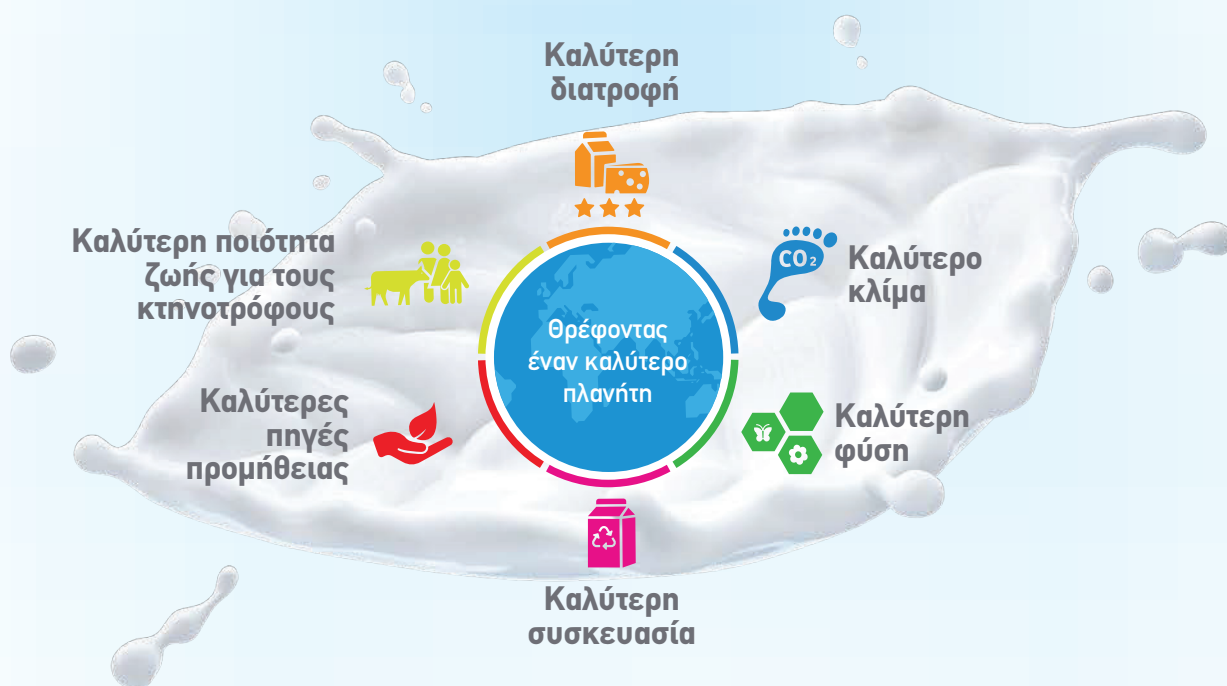 Καλύτερη
διατροφή
Καλύτερη ποιότητα
ζωής για τους
κτηνοτρόφους
CO₂
Καλύτερο
κλίμα
Θρέφοντας
έναν καλύτερο
πλανήτη
Καλύτερες
πηγές
προμήθειας
Καλύτερη
φύση
Καλύτερη
συσκευασία